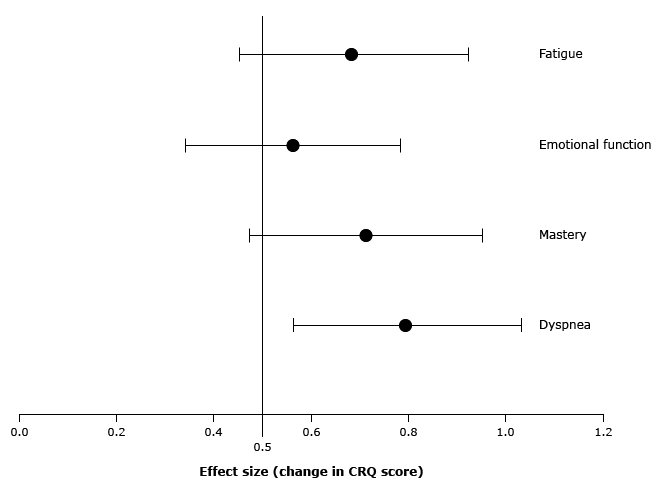 Fatigue
Emotional function
Mastery
Dyspnea
0.0 0.2 0.4 0.6 0.8 1.0 1.2
0.5
Effect size (change in CRQ score)